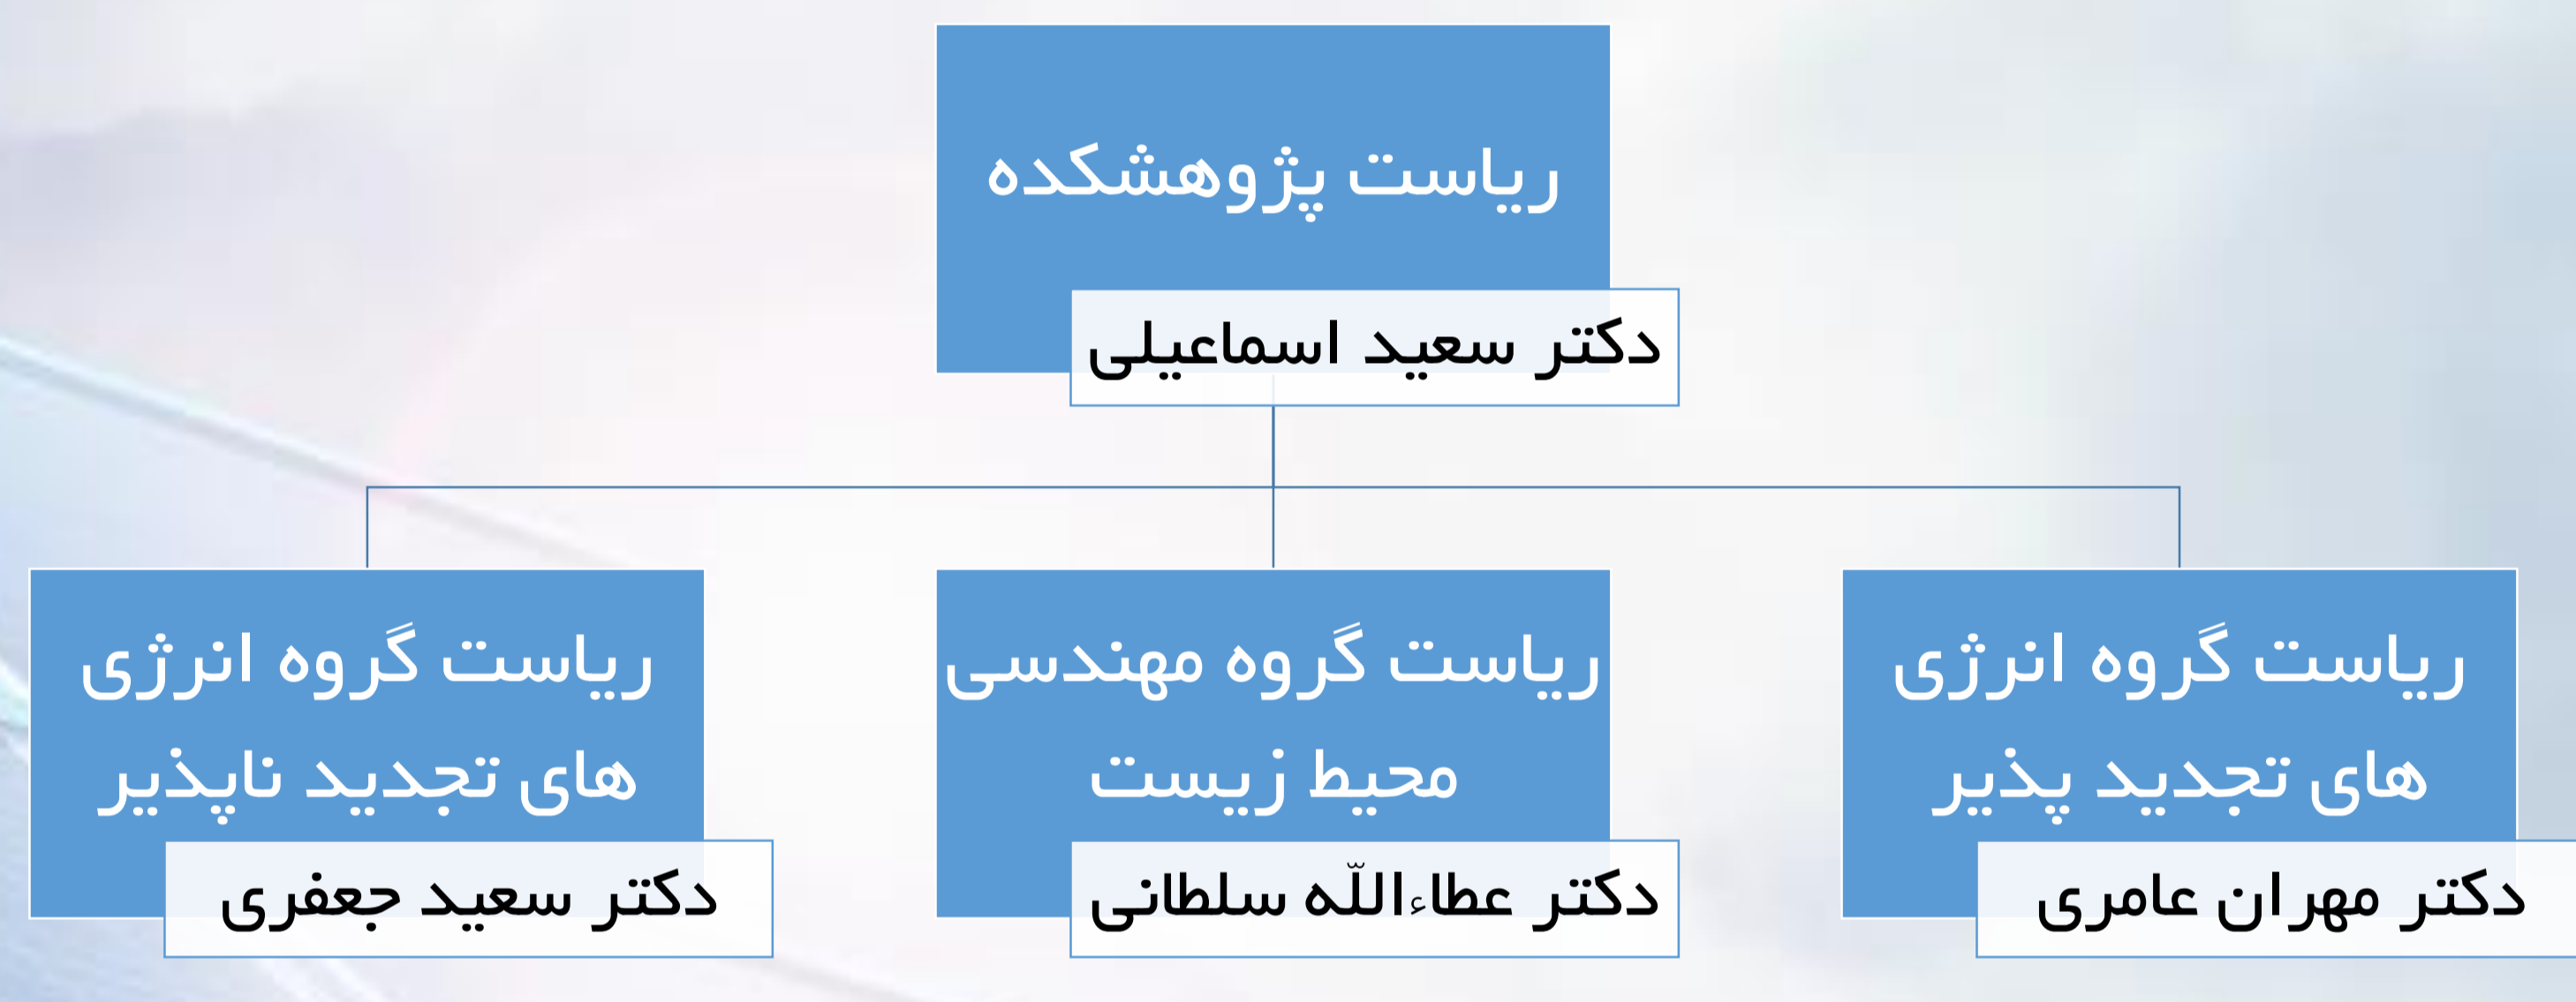 ریاست پژوهشکده
دکتر سعید اسماعیلی
ریاست گروه انرژی
های تجدید پذیر
دکتر مهران عامری
ریاست گروه مهندسی
محیط زیست
دکتر عطاءاللّه سلطانی
ریاست گروه انرژی
های تجدید ناپذیر
دکتر سعید جعفری